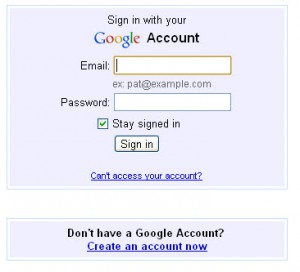 Sign in with your
Google Account
Email:
ex: pat@example.com
Password:
Stay signed in
Sign in
Can't access your account?
Don't have a Google Account?
Create an account now